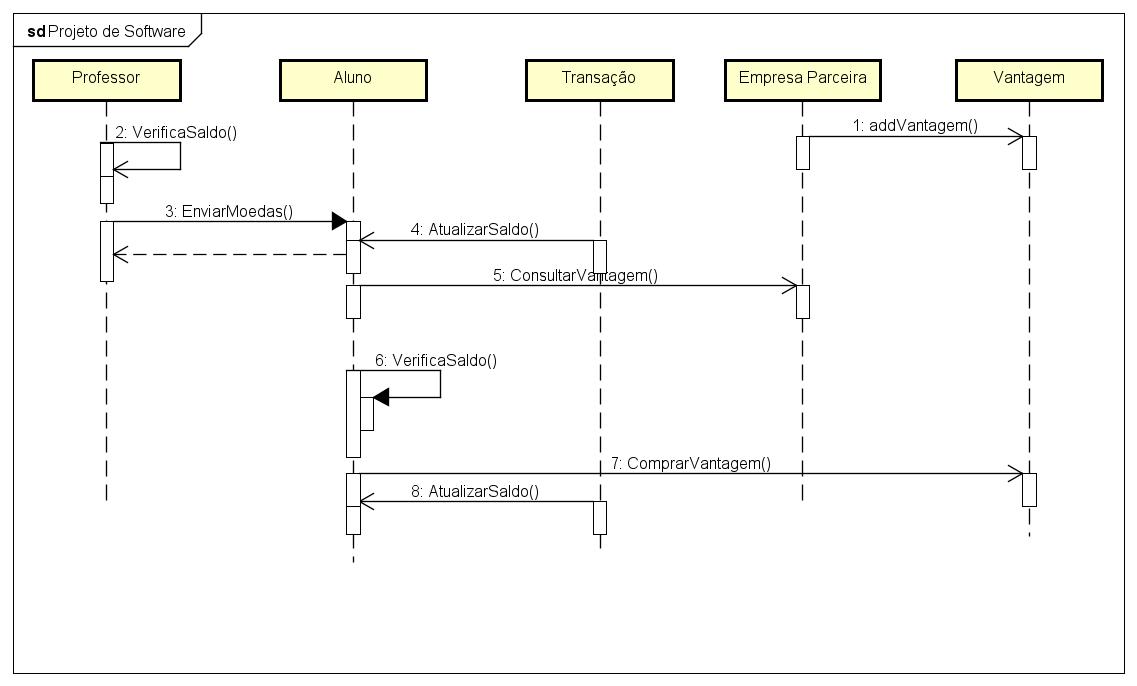 sd Projeto de Software
Professor
Aluno
Transação
Empresa Parceira
Vantagem
1: addVantagem()
2: VerificaSaldo()
3: EnviarMoedas()
4: AtualizarSaldo()
5: ConsultarVantagem()
6: VerificaSaldo()
7: ComprarVantagem()
8: AtualizarSaldo()